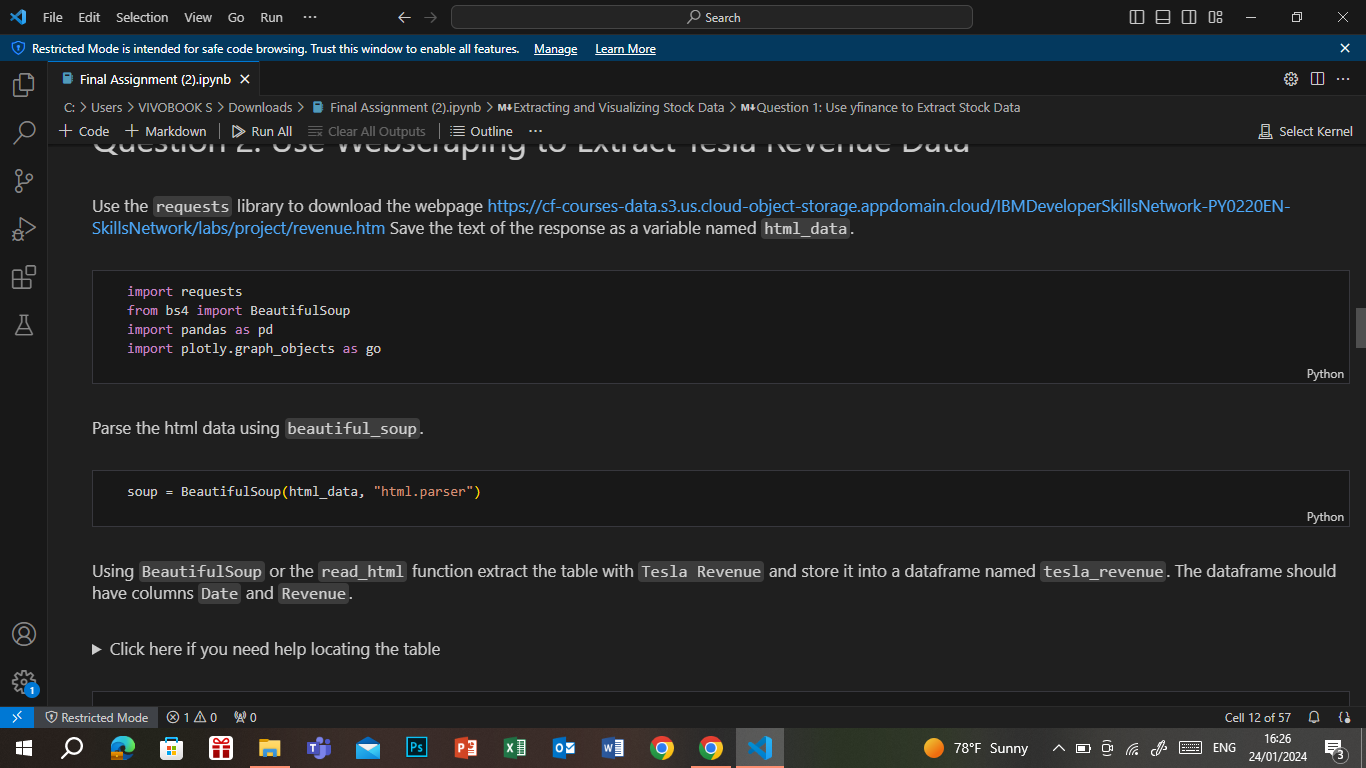 File Edit Selection View Go Run ···
Search
Restricted Mode is intended for safe code browsing. Trust this window to enable all features. Manage Learn More
Final Assignment (2).ipynb
C: > Users > VIVOBOOK S > Downloads > Final Assignment (2).ipynb > M↓Extracting and Visualizing Stock Data > M↓Question 1: Use yfinance to Extract Stock Data
+ Code + Markdown Run All Clear All Outputs Outline ··· Select Kernel
Question 2: Use Webscraping to Extract Tesla Revenue Data
Use the requests library to download the webpage https://cf-courses-data.s3.us.cloud-object-storage.appdomain.cloud/IBMDeveloperSkillsNetwork-PY0220EN-
SkillsNetwork/labs/project/revenue.htm Save the text of the response as a variable named html_data.
import requests
from bs4 import BeautifulSoup
import pandas as pd
import plotly.graph_objects as go
Python
Parse the html data using beautiful_soup.
soup = BeautifulSoup(html_data, "html.parser")
Python
Using BeautifulSoup or the read_html function extract the table with Tesla Revenue and store it into a dataframe named tesla_revenue. The dataframe should
have columns Date and Revenue.
Click here if you need help locating the table
1
Restricted Mode 1 0 0 Cell 12 of 57
78°F Sunny ENG 16:26
24/01/2024
3